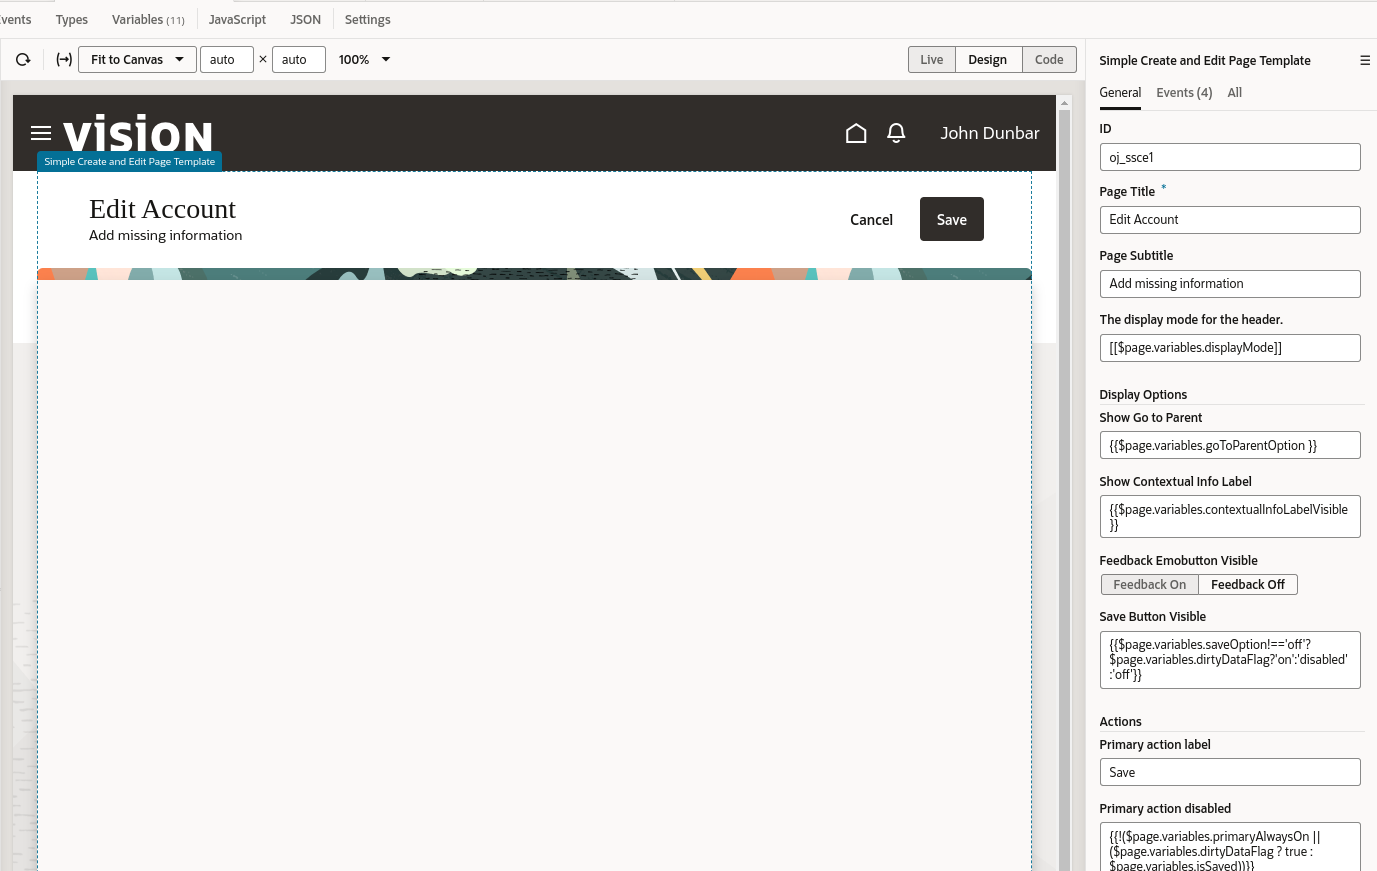 vents Types Variables (11) JavaScript JSON Settings
Fit to Canvas auto × auto 100% Live Design Code
Simple Create and Edit Page Template
General Events (4) All
vision John Dunbar
Simple Create and Edit Page Template
Edit Account
Add missing information
Cancel Save
ID
oj_ssce1
Page Title *
Edit Account
Page Subtitle
Add missing information
The display mode for the header.
[[$page.variables.displayMode]]
Display Options
Show Go to Parent
{{$page.variables.goToParentOption }}
Show Contextual Info Label
{{$page.variables.contextualInfoLabelVisible
}}
Feedback Emobutton Visible
Feedback On Feedback Off
Save Button Visible
{{$page.variables.saveOption!=='off'?
$page.variables.dirtyDataFlag?'on':'disabled'
:'off'}}
Actions
Primary action label
Save
Primary action disabled
{{!($page.variables.primaryAlwaysOn ||
($page.variables.dirtyDataFlag ? true :
$page.variables.isSaved))}}